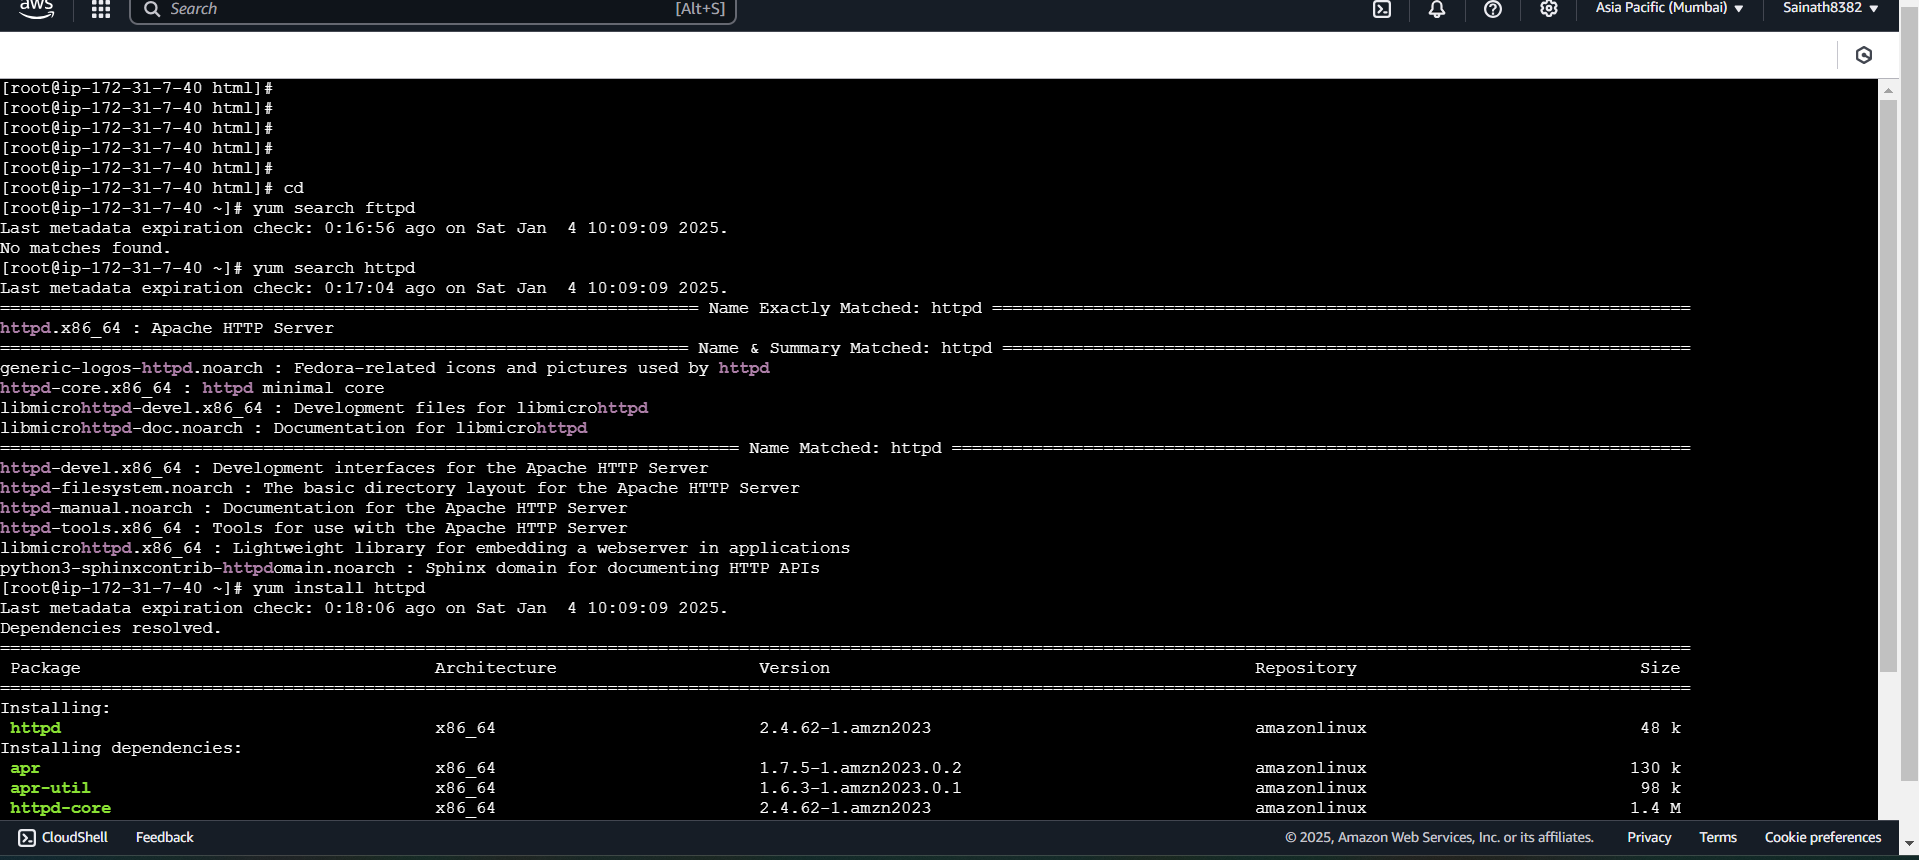 aws Search [Alt+S] Asia Pacific (Mumbai) Sainath8382
[root@ip-172-31-7-40 html]#
[root@ip-172-31-7-40 html]#
[root@ip-172-31-7-40 html]#
[root@ip-172-31-7-40 html]#
[root@ip-172-31-7-40 html]#
[root@ip-172-31-7-40 html]# cd
[root@ip-172-31-7-40 ~]# yum search fttpd
Last metadata expiration check: 0:16:56 ago on Sat Jan  4 10:09:09 2025.
No matches found.
[root@ip-172-31-7-40 ~]# yum search httpd
Last metadata expiration check: 0:17:04 ago on Sat Jan  4 10:09:09 2025.
===================================================================== Name Exactly Matched: httpd =====================================================================
httpd.x86_64 : Apache HTTP Server
==================================================================== Name & Summary Matched: httpd ====================================================================
generic-logos-httpd.noarch : Fedora-related icons and pictures used by httpd
httpd-core.x86_64 : httpd minimal core
libmicrohttpd-devel.x86_64 : Development files for libmicrohttpd
libmicrohttpd-doc.noarch : Documentation for libmicrohttpd
========================================================================= Name Matched: httpd =========================================================================
httpd-devel.x86_64 : Development interfaces for the Apache HTTP Server
httpd-filesystem.noarch : The basic directory layout for the Apache HTTP Server
httpd-manual.noarch : Documentation for the Apache HTTP Server
httpd-tools.x86_64 : Tools for use with the Apache HTTP Server
libmicrohttpd.x86_64 : Lightweight library for embedding a webserver in applications
python3-sphinxcontrib-httpdomain.noarch : Sphinx domain for documenting HTTP APIs
[root@ip-172-31-7-40 ~]# yum install httpd
Last metadata expiration check: 0:18:06 ago on Sat Jan  4 10:09:09 2025.
Dependencies resolved.
=======================================================================================================================================================================
Package Architecture Version Repository Size
=======================================================================================================================================================================
Installing:
httpd x86_64 2.4.62-1.amzn2023 amazonlinux 48 k
Installing dependencies:
apr x86_64 1.7.5-1.amzn2023.0.2 amazonlinux 130 k
apr-util x86_64 1.6.3-1.amzn2023.0.1 amazonlinux 98 k
httpd-core x86_64 2.4.62-1.amzn2023 amazonlinux 1.4 M
CloudShell Feedback © 2025, Amazon Web Services, Inc. or its affiliates. Privacy Terms Cookie preferences